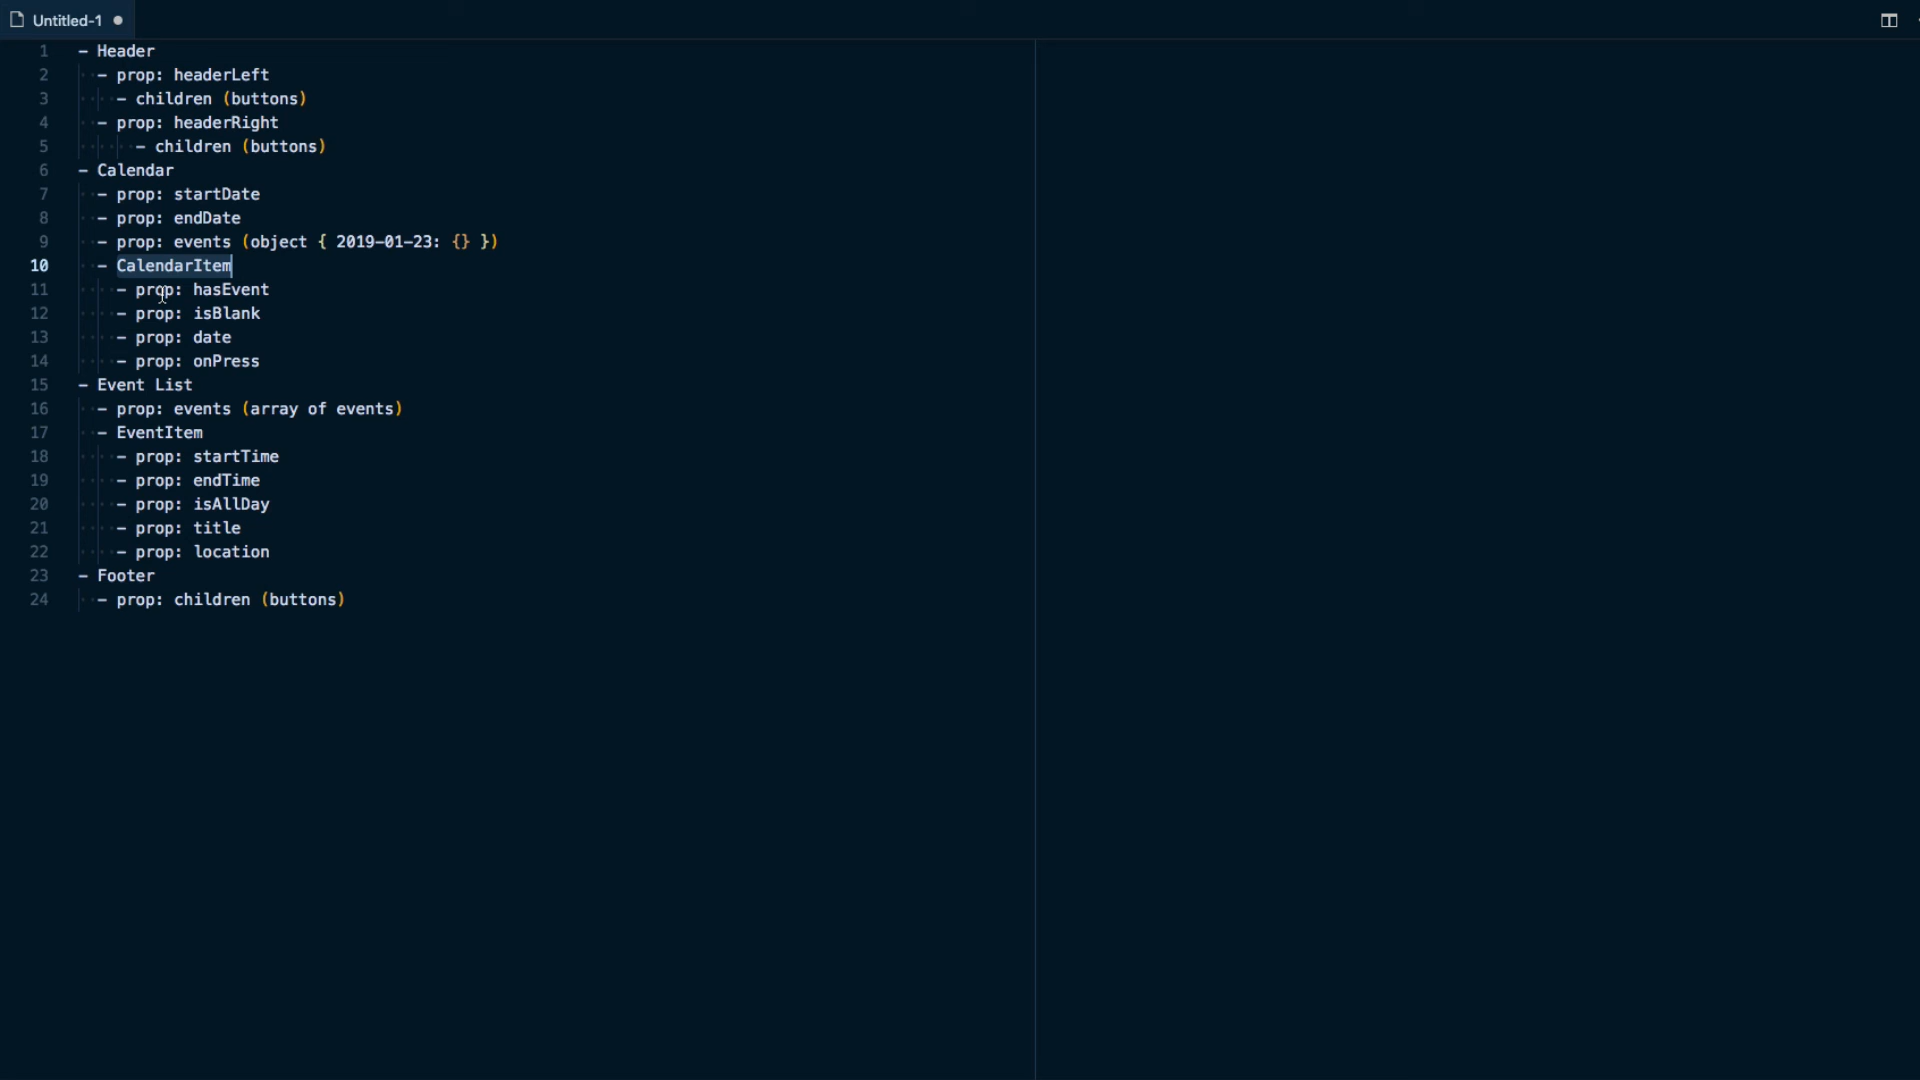 Untitled-1
1 - Header
2 - prop: headerLeft
3 - children (buttons)
4 - prop: headerRight
5 - children (buttons)
6 - Calendar
7 - prop: startDate
8 - prop: endDate
9 - prop: events (object { 2019-01-23: {} })
10 - CalendarItem
11 - prop: hasEvent
12 - prop: isBlank
13 - prop: date
14 - prop: onPress
15 - Event List
16 - prop: events (array of events)
17 - EventItem
18 - prop: startTime
19 - prop: endTime
20 - prop: isAllDay
21 - prop: title
22 - prop: location
23 - Footer
24 - prop: children (buttons)